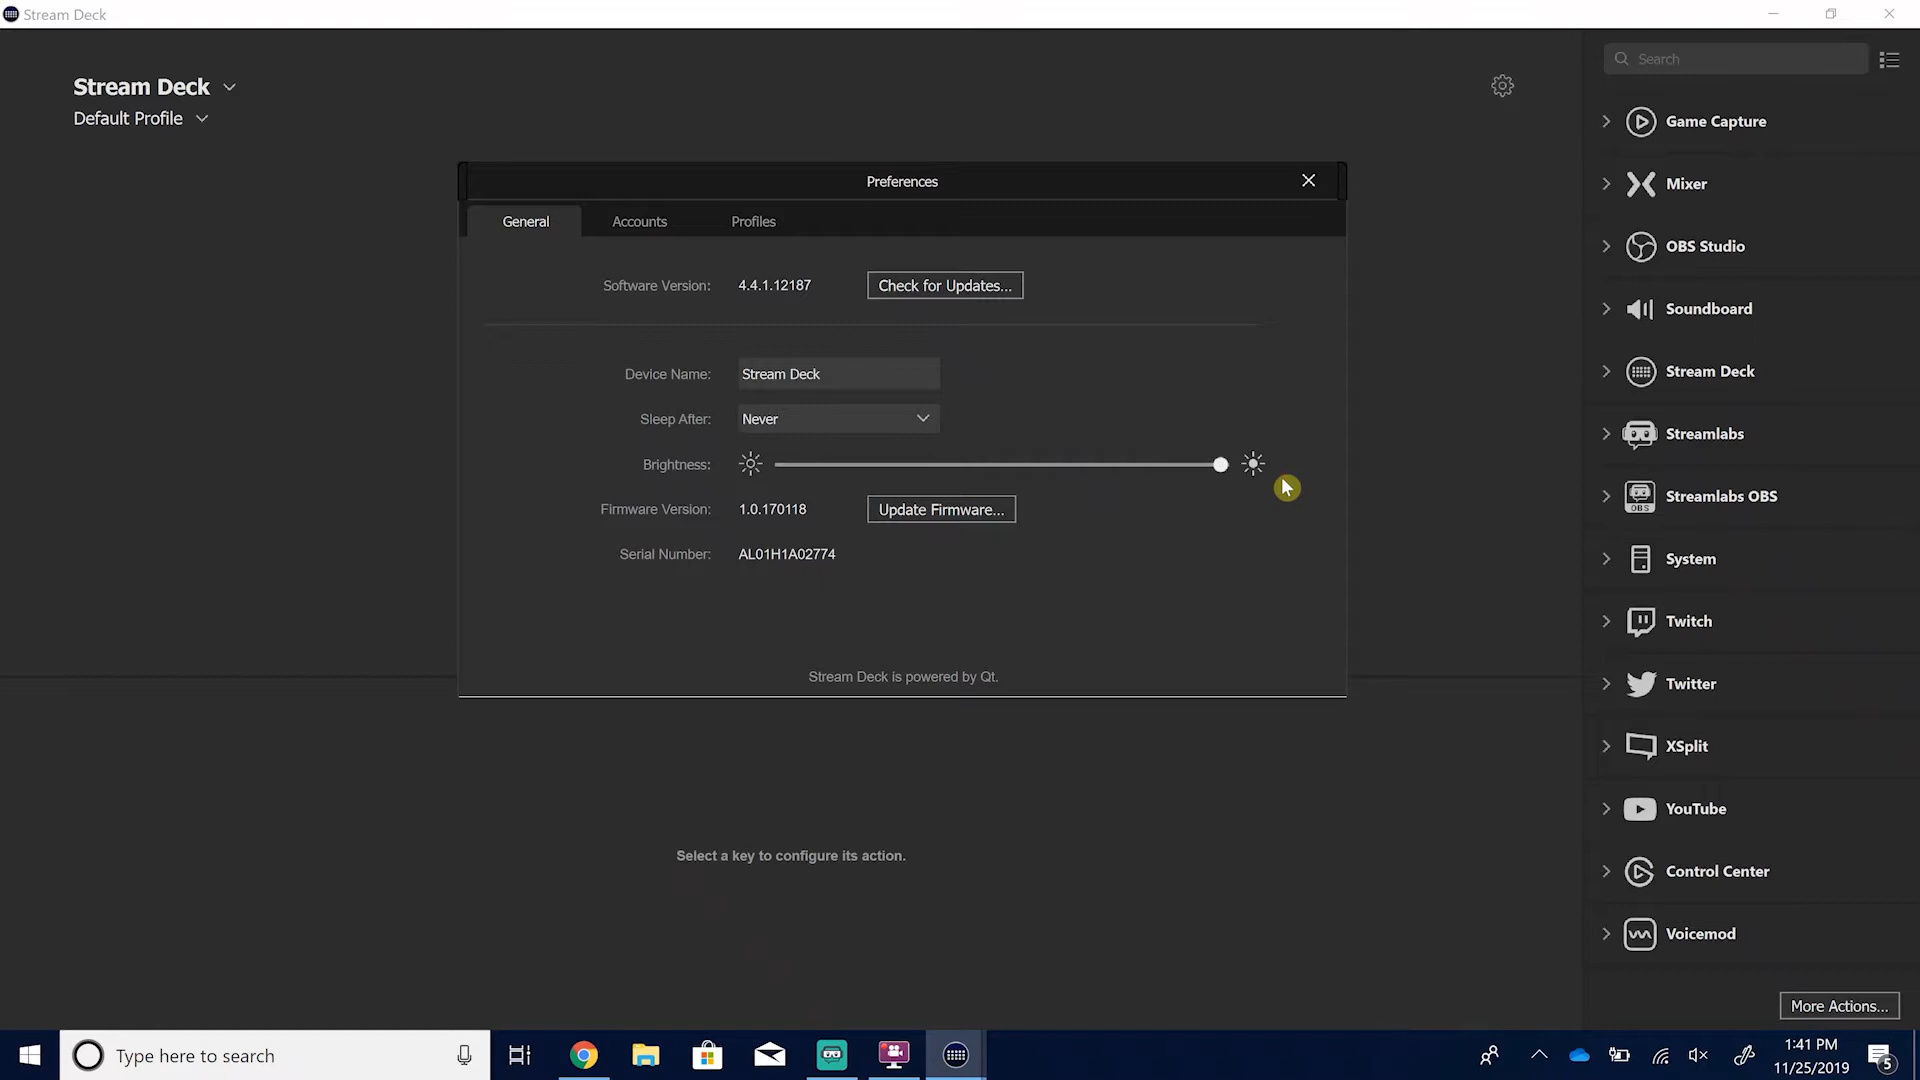 Stream Deck
Stream Deck
Default Profile
Search
Game Capture
Mixer
OBS Studio
Soundboard
Stream Deck
Streamlabs
OBS
Streamlabs OBS
System
Twitch
Twitter
XSplit
YouTube
Control Center
Voicemod
More Actions...
Preferences
General Accounts Profiles
Software Version: 4.4.1.12187 Check for Updates...
Device Name: Stream Deck
Sleep After: Never
Brightness:
Firmware Version: 1.0.170118 Update Firmware...
Serial Number: AL01H1A02774
Stream Deck is powered by Qt.
Select a key to configure its action.
Type here to search
1:41 PM
11/25/2019
5